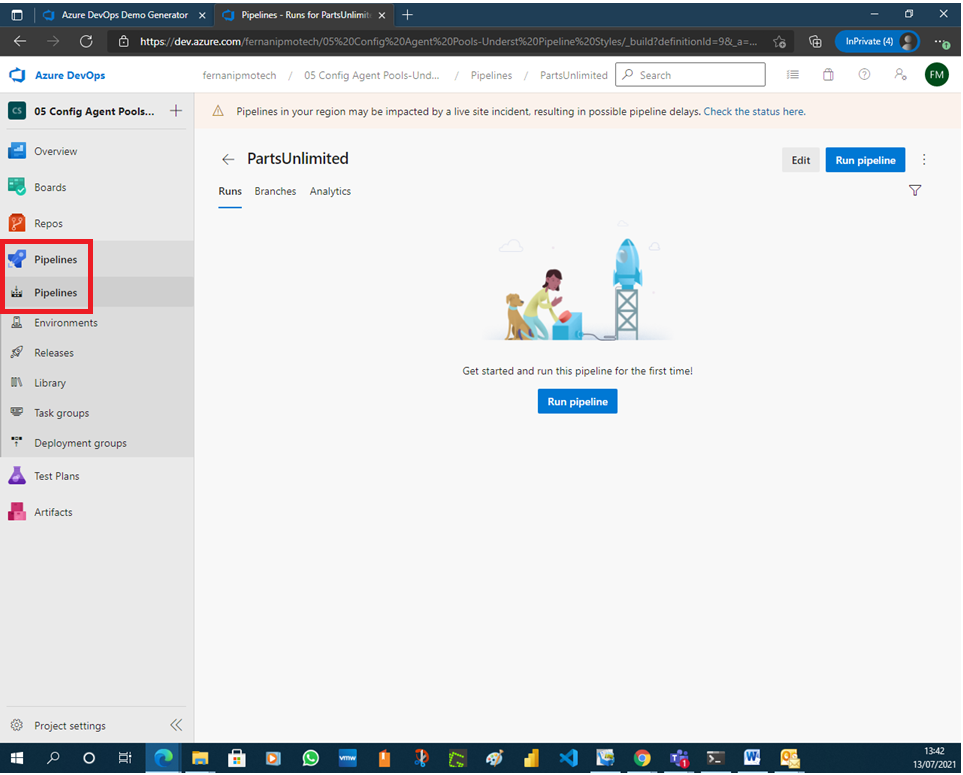 Azure DevOps Demo Generator
Pipelines - Runs for PartsUnlimite
https://dev.azure.com/fernanipmotech/05%20Config%20Agent%20Pools-Underst%20Pipeline%20Styles/_build?definitionId=9&_a=...
InPrivate (4)
Azure DevOps
fernanipmotech / 05 Config Agent Pools-Und... / Pipelines / PartsUnlimited
Search
FM
CS
05 Config Agent Pools...
Pipelines in your region may be impacted by a live site incident, resulting in possible pipeline delays. Check the status here.
Overview
Boards
Repos
Pipelines
Pipelines
Environments
Releases
Library
Task groups
Deployment groups
Test Plans
Artifacts
PartsUnlimited
Edit
Run pipeline
Runs
Branches
Analytics
Get started and run this pipeline for the first time!
Run pipeline
Project settings
vmw
13:42
13/07/2021